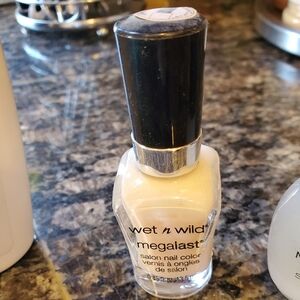 wet n wild®
megalast®
salon nail color
vernis à ongles
de salon